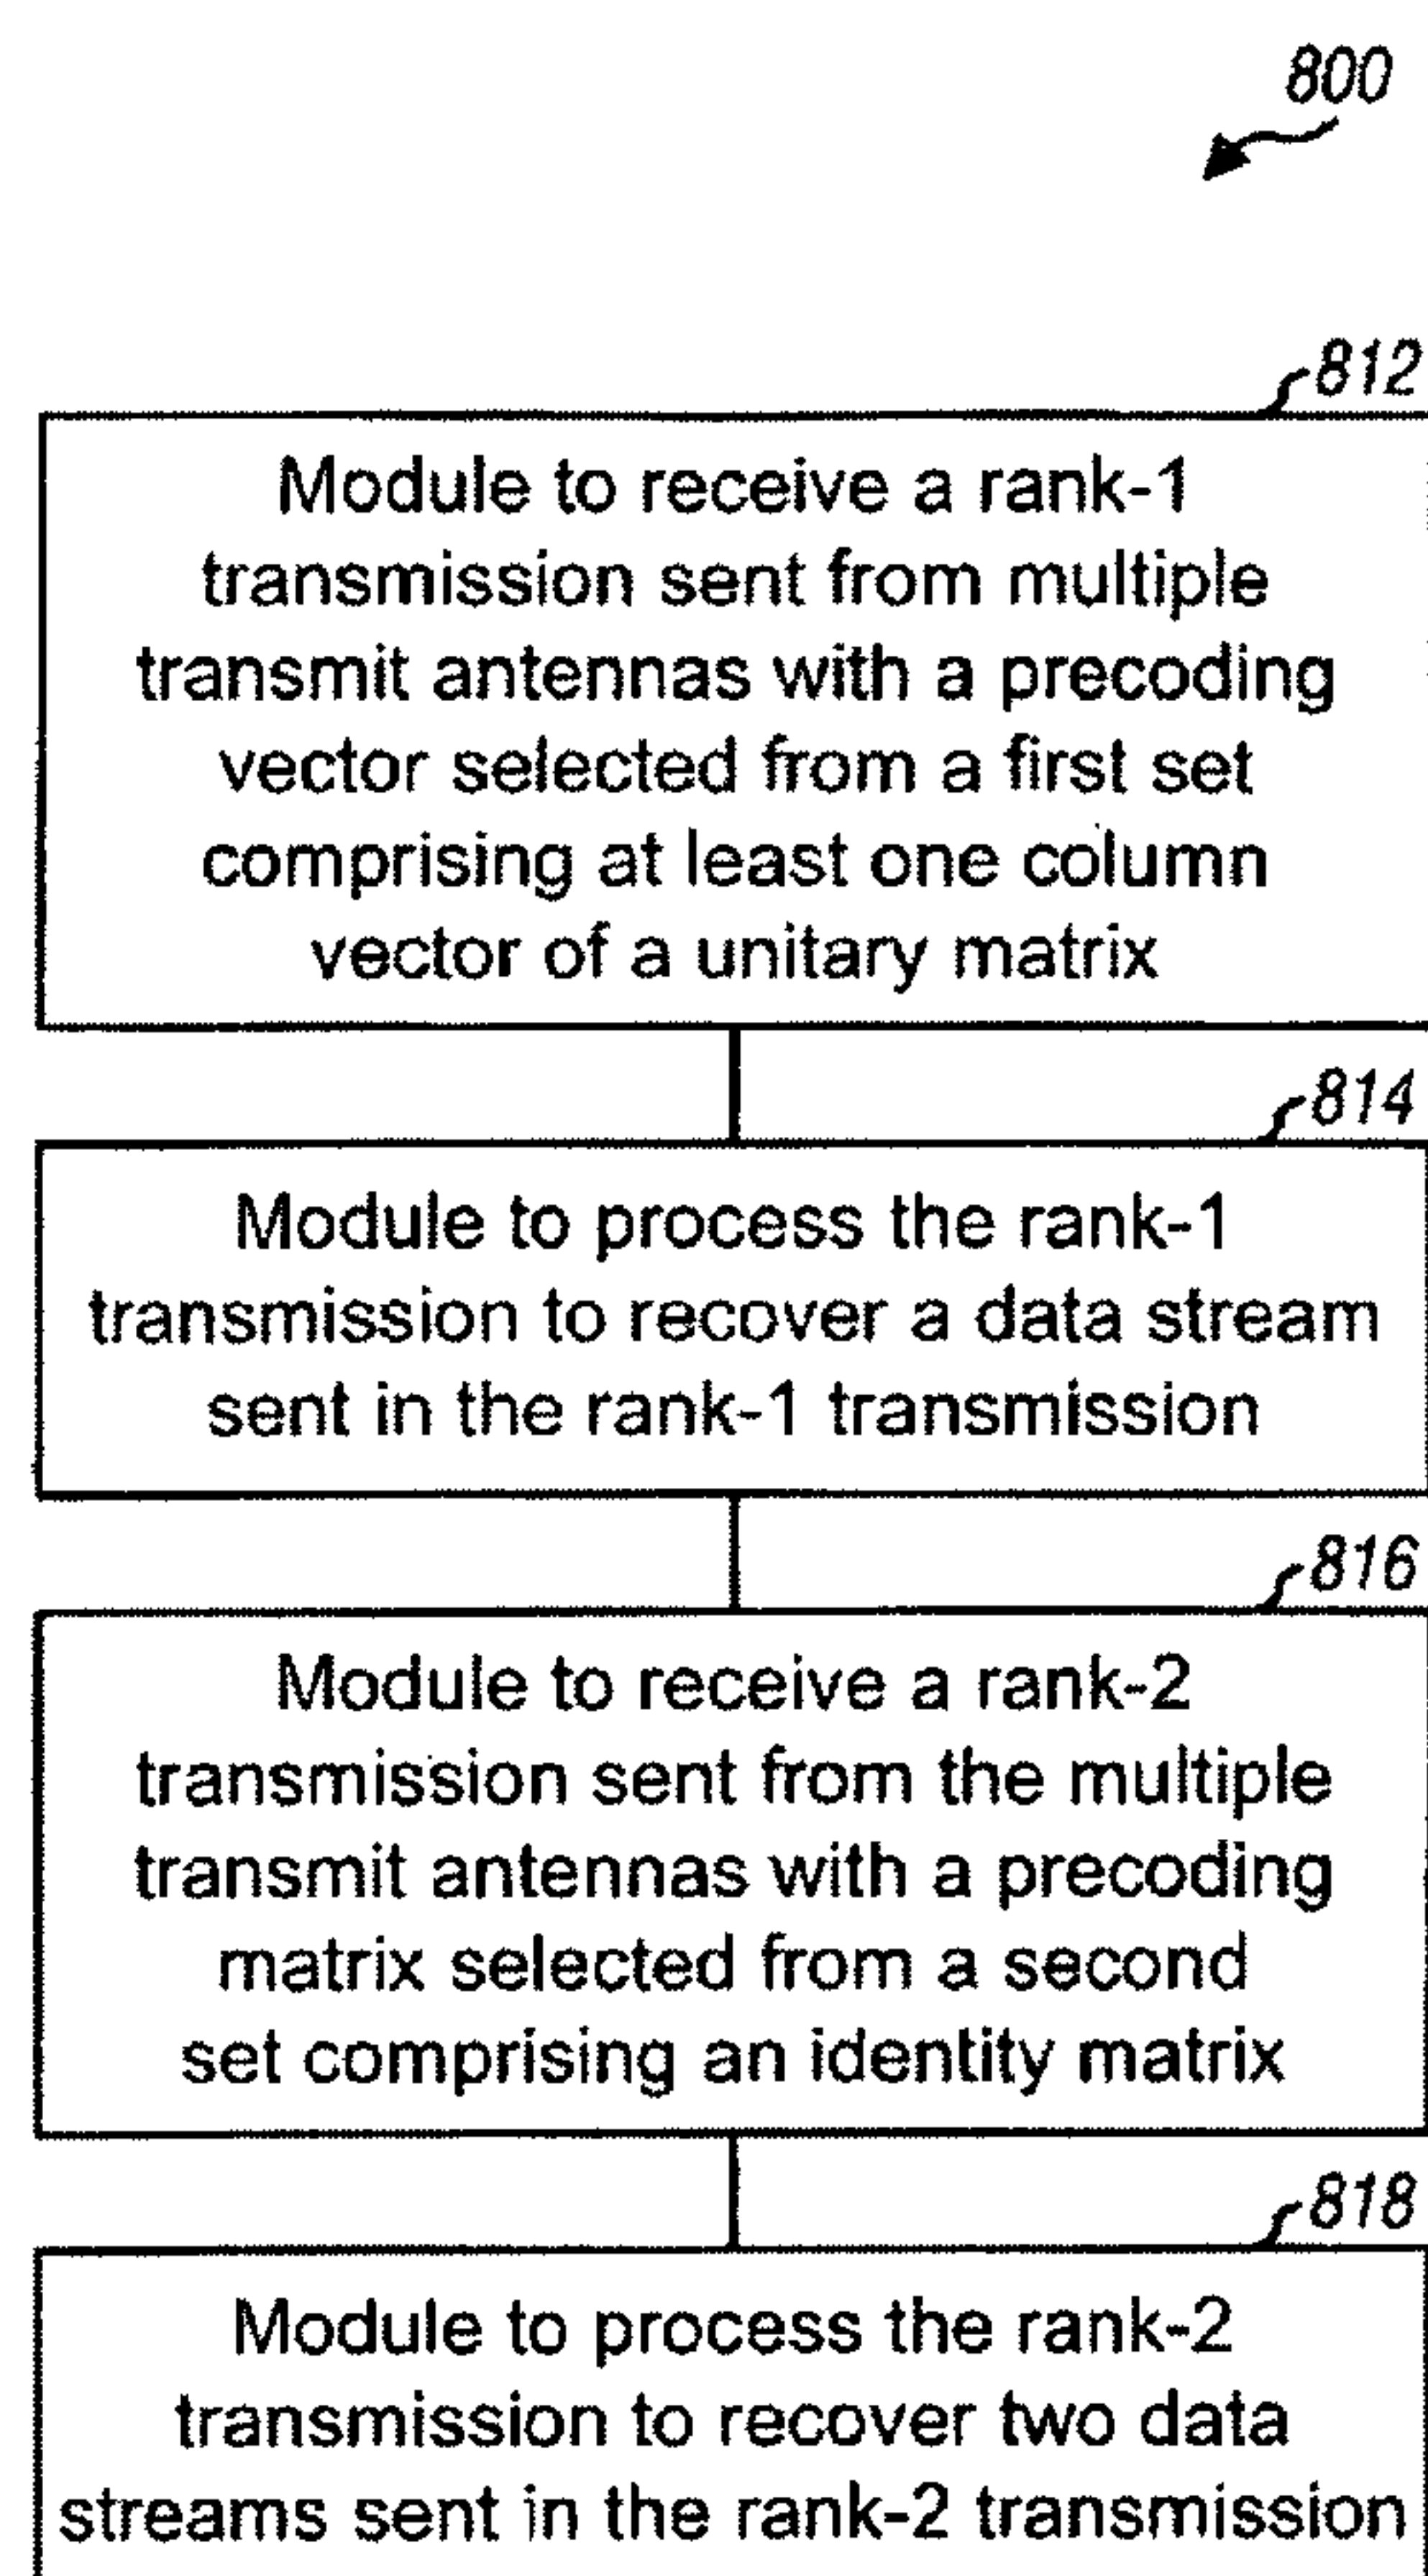 800
812
Module to receive a rank-1
transmission sent from multiple
transmit antennas with a precoding
vector selected from a first set
comprising at least one column
vector of a unitary matrix
814
Module to process the rank-1
transmission to recover a data stream
sent in the rank-1 transmission
816
Module to receive a rank-2
transmission sent from the multiple
transmit antennas with a precoding
matrix selected from a second
set comprising an identity matrix
818
Module to process the rank-2
transmission to recover two data
streams sent in the rank-2 transmission